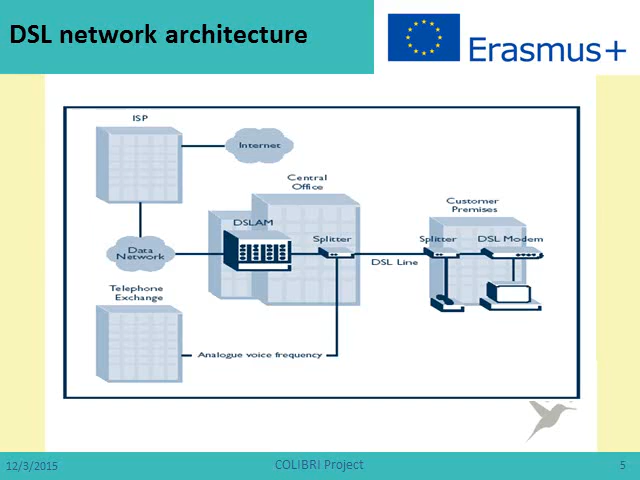 DSL network architecture
Erasmus+
ISP
Internet
Central
Office
Customer
Premises
DSLAM
Splitter
Splitter
DSL Modem
Data
Network
DSL Line
Telephone
Exchange
Analogue voice frequency
12/3/2015
COLIBRI Project
5